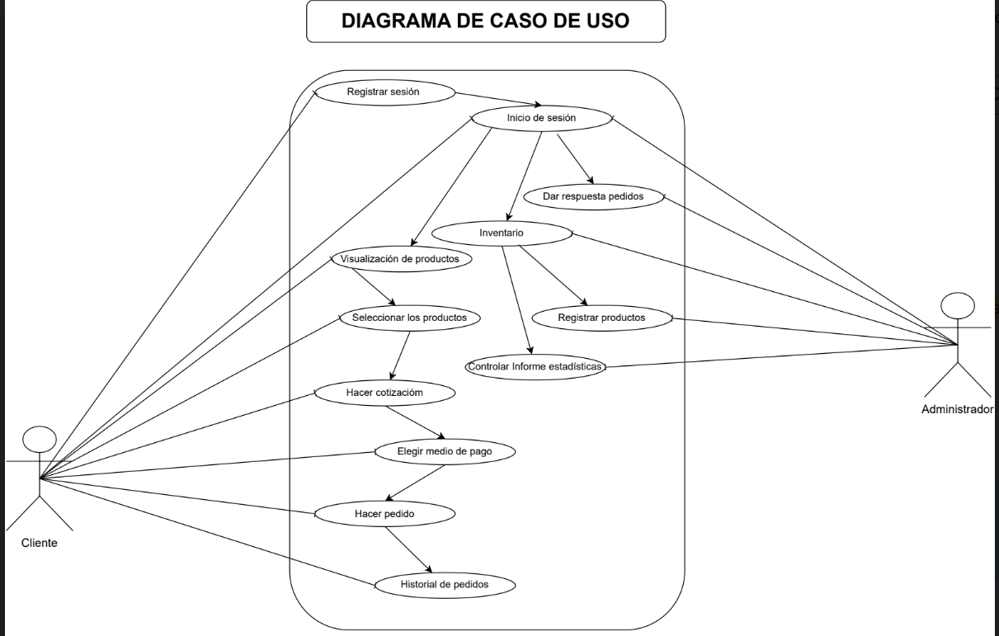 DIAGRAMA DE CASO DE USO
Registrar sesión
Inicio de sesión
Dar respuesta pedidos
Inventario
Visualización de productos
Seleccionar los productos
Registrar productos
Controlar Informe estadísticas
Hacer cotizacióm
Administrador
Elegir medio de pago
Hacer pedido
Cliente
Historial de pedidos